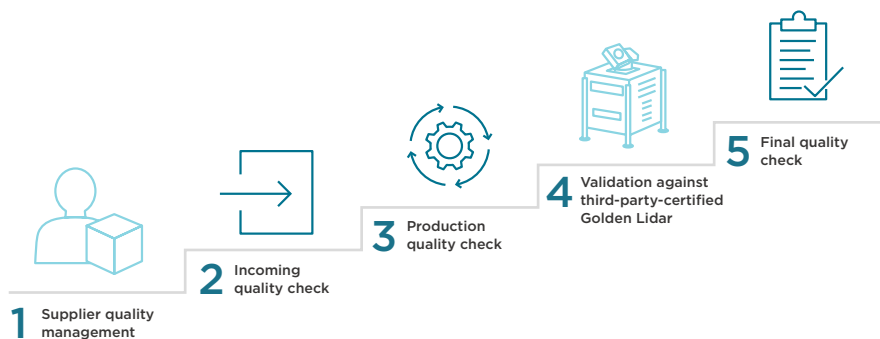 1 Supplier quality
management
2 Incoming
quality check
3 Production
quality check
4 Validation against
third-party-certified
Golden Lidar
5 Final quality
check